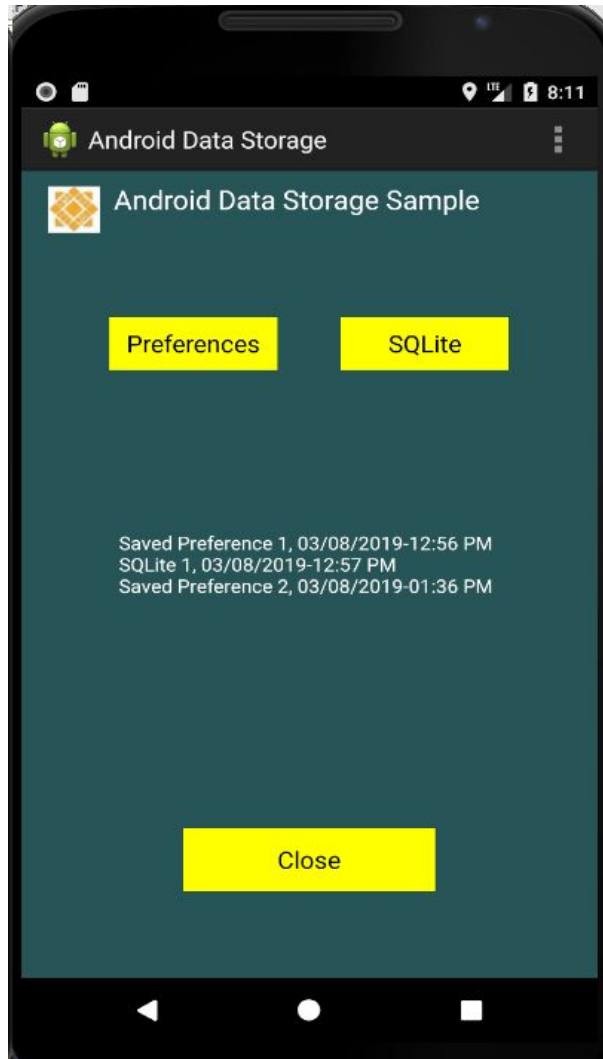 LTE 8:11
Android Data Storage
Android Data Storage Sample
Preferences SQLite
Saved Preference 1, 03/08/2019-12:56 PM
SQLite 1, 03/08/2019-12:57 PM
Saved Preference 2, 03/08/2019-01:36 PM
Close